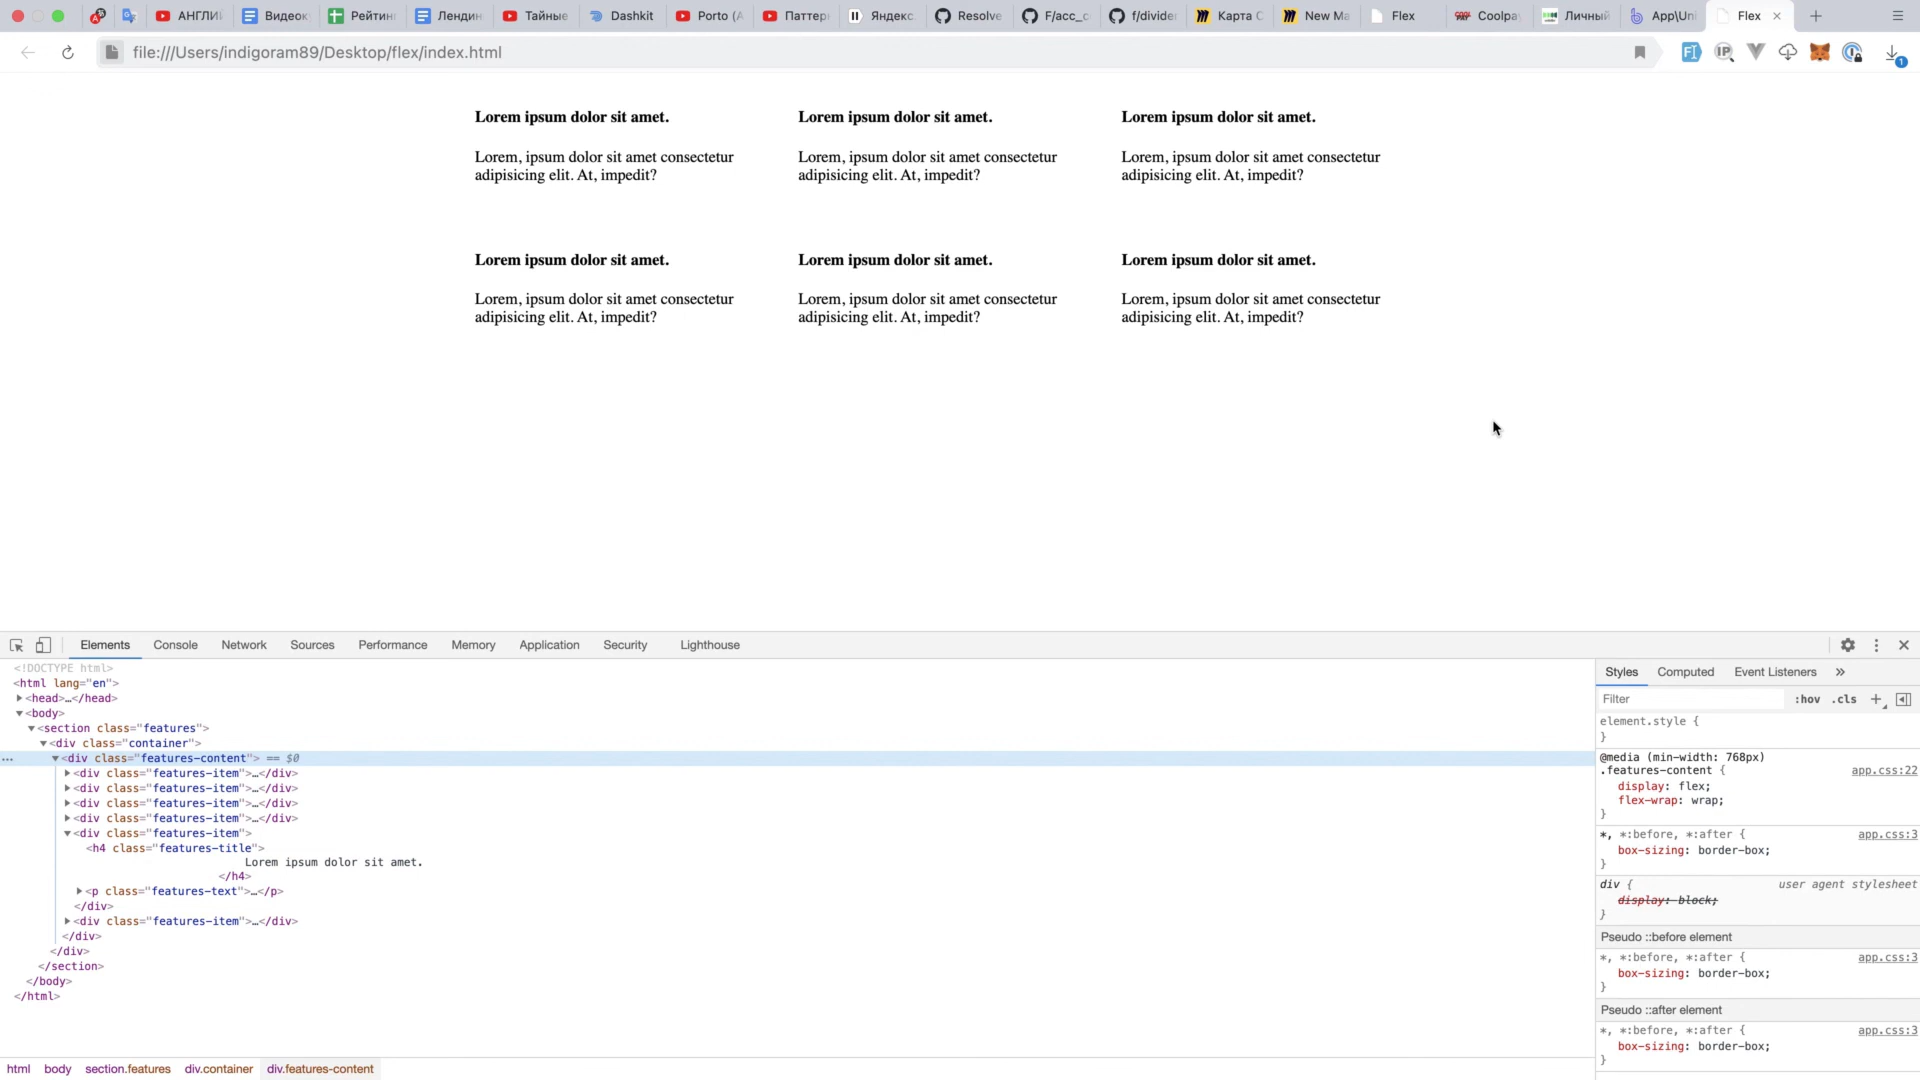 АНГЛИ Видеок Рейтинг Лендин Тайные Dashkit Porto (A Паттер Яндекс. Resolve F/acc_c f/divide Карта С New Ma Flex Coolpa Личный App\Uni Flex
file:///Users/indigoram89/Desktop/flex/index.html
Lorem ipsum dolor sit amet. Lorem ipsum dolor sit amet. Lorem ipsum dolor sit amet.
Lorem, ipsum dolor sit amet consectetur Lorem, ipsum dolor sit amet consectetur Lorem, ipsum dolor sit amet consectetur
adipisicing elit. At, impedit? adipisicing elit. At, impedit? adipisicing elit. At, impedit?
Lorem ipsum dolor sit amet. Lorem ipsum dolor sit amet. Lorem ipsum dolor sit amet.
Lorem, ipsum dolor sit amet consectetur Lorem, ipsum dolor sit amet consectetur Lorem, ipsum dolor sit amet consectetur
adipisicing elit. At, impedit? adipisicing elit. At, impedit? adipisicing elit. At, impedit?
Elements Console Network Sources Performance Memory Application Security Lighthouse
<!DOCTYPE html>
<html lang="en">
<head>…</head>
<body>
<section class="features">
<div class="container">
<div class="features-content"> == $0
<div class="features-item">…</div>
<div class="features-item">…</div>
<div class="features-item">…</div>
<div class="features-item">…</div>
<div class="features-item">
<h4 class="features-title">
Lorem ipsum dolor sit amet.
</h4>
<p class="features-text">…</p>
</div>
<div class="features-item">…</div>
</div>
</div>
</section>
</body>
</html>
html body section.features div.container div.features-content
Styles Computed Event Listeners »
Filter :hov .cls +
element.style {
}
@media (min-width: 768px)
.features-content { app.css:22
display: flex;
flex-wrap: wrap;
}
*, *:before, *:after { app.css:3
box-sizing: border-box;
}
div { user agent stylesheet
display: block;
}
Pseudo ::before element
*, *:before, *:after { app.css:3
box-sizing: border-box;
}
Pseudo ::after element
*, *:before, *:after { app.css:3
box-sizing: border-box;
}